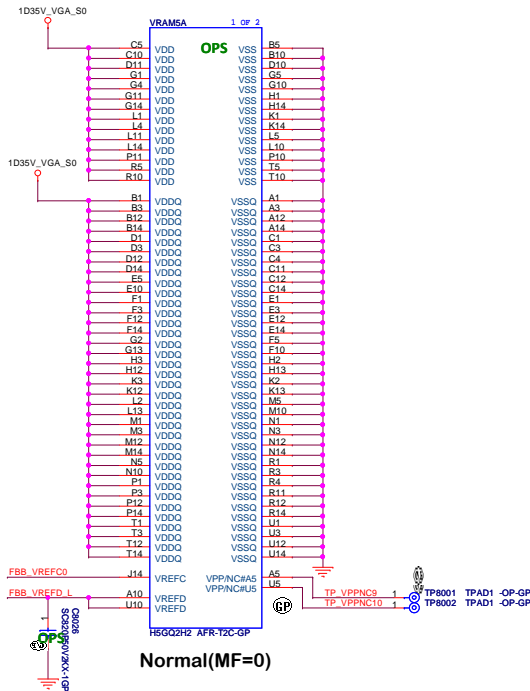 1D35V_VGA_S0
VRAM5A 1 OF 2
OPS
C5 VDD VSS B5
C10 VDD VSS B10
D11 VDD VSS D10
G1 VDD VSS G5
G4 VDD VSS G10
G11 VDD VSS H1
G14 VDD VSS H14
L1 VDD VSS K1
L4 VDD VSS K14
L11 VDD VSS L5
L14 VDD VSS L10
P11 VDD VSS P10
R5 VDD VSS T5
R10 VDD VSS T10
1D35V_VGA_S0
B1 VDDQ VSSQ A1
B3 VDDQ VSSQ A3
B12 VDDQ VSSQ A12
B14 VDDQ VSSQ A14
D1 VDDQ VSSQ C1
D3 VDDQ VSSQ C3
D12 VDDQ VSSQ C4
D14 VDDQ VSSQ C11
E5 VDDQ VSSQ C12
E10 VDDQ VSSQ C14
F1 VDDQ VSSQ E1
F3 VDDQ VSSQ E3
F12 VDDQ VSSQ E12
F14 VDDQ VSSQ E14
G2 VDDQ VSSQ F5
G13 VDDQ VSSQ F10
H3 VDDQ VSSQ H2
H12 VDDQ VSSQ H13
K3 VDDQ VSSQ K2
K12 VDDQ VSSQ K13
L2 VDDQ VSSQ M5
L13 VDDQ VSSQ M10
M1 VDDQ VSSQ N1
M3 VDDQ VSSQ N3
M12 VDDQ VSSQ N12
M14 VDDQ VSSQ N14
N5 VDDQ VSSQ R1
N10 VDDQ VSSQ R3
P1 VDDQ VSSQ R4
P3 VDDQ VSSQ R11
P12 VDDQ VSSQ R12
P14 VDDQ VSSQ R14
T1 VDDQ VSSQ U1
T3 VDDQ VSSQ U3
T12 VDDQ VSSQ U12
T14 VDDQ VSSQ U14
FBB_VREFC0 J14 VREFC VPP/NC#A5 A5
VPP/NC#U5 U5
FBB_VREFD_L A10 VREFD TP_VPPNC9 1 TP8001 TPAD1 -OP-GP
U10 VREFD TP_VPPNC10 1 TP8002 TPAD1 -OP-GP
GP
1
C8026
OPS
H5GQ2H2 AFR-T2C-GP
Normal(MF=0)